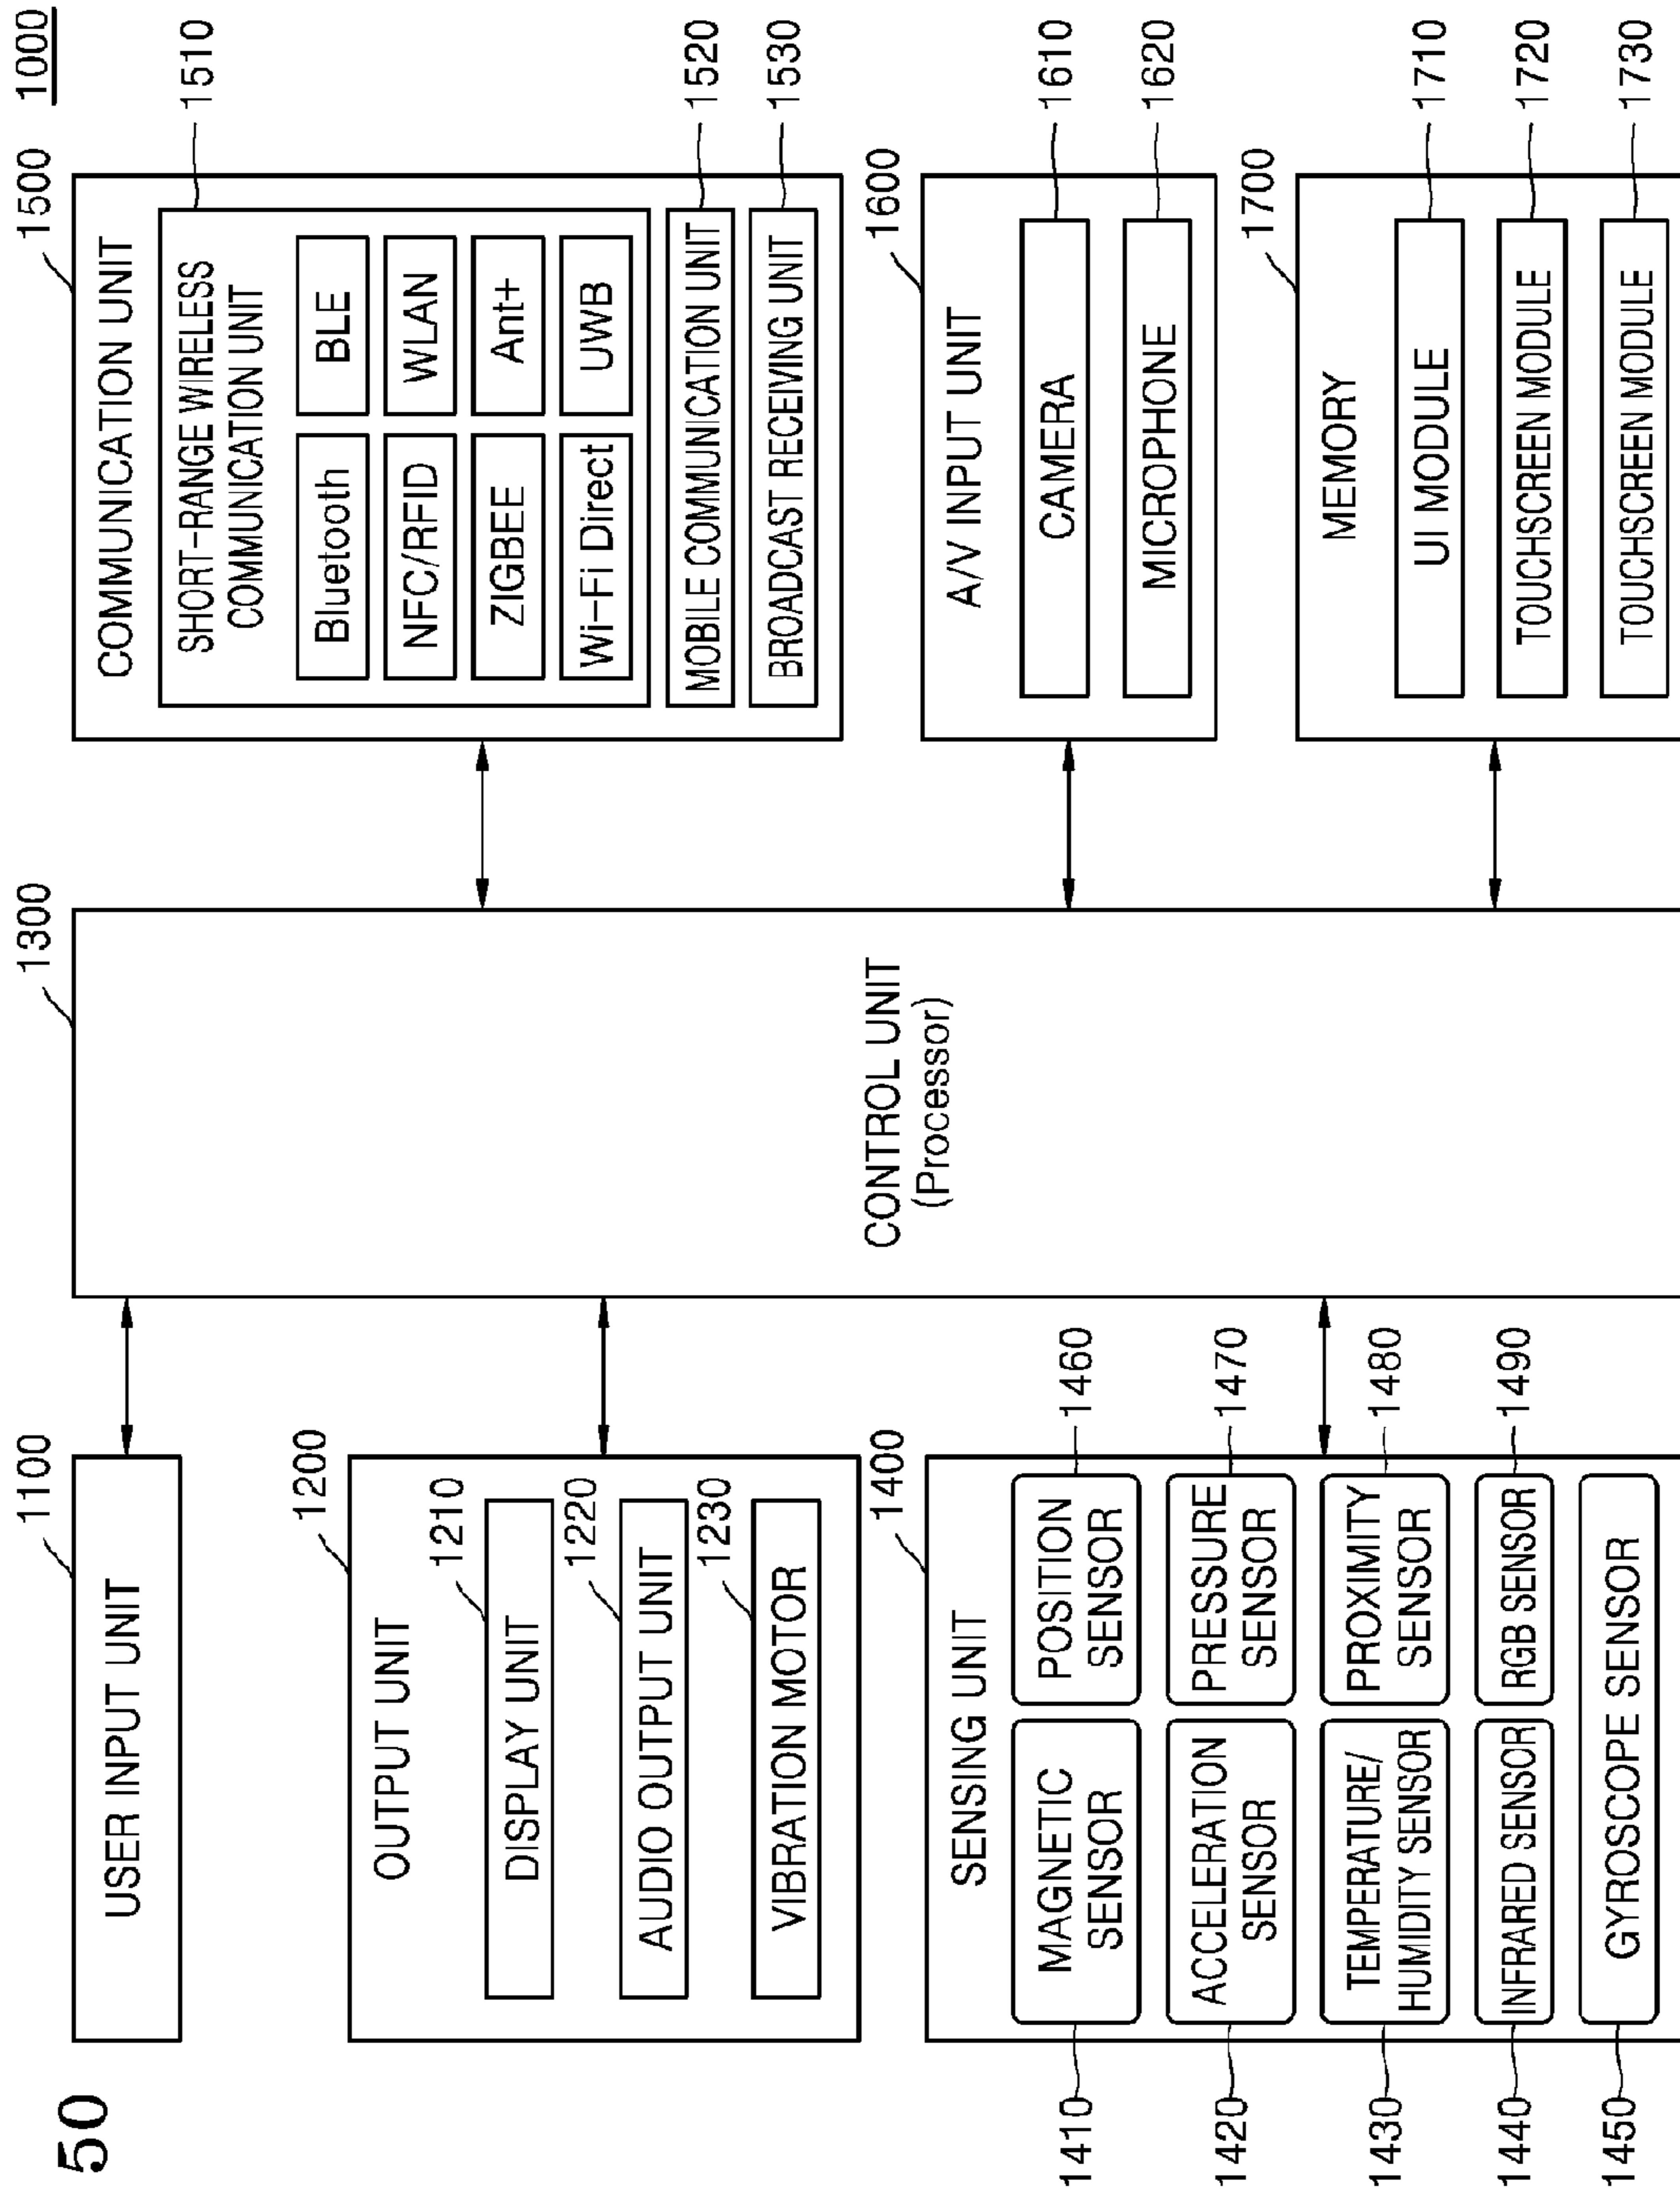 50
1000
1100
USER INPUT UNIT
1200
OUTPUT UNIT
1210
DISPLAY UNIT
1220
AUDIO OUTPUT UNIT
1230
VIBRATION MOTOR
1400
SENSING UNIT
1410
MAGNETIC
SENSOR
POSITION
SENSOR
1460
1420
ACCELERATION
SENSOR
PRESSURE
SENSOR
1470
1430
TEMPERATURE/
HUMIDITY SENSOR
PROXIMITY
SENSOR
1480
1440
INFRARED SENSOR
RGB SENSOR
1490
1450
GYROSCOPE SENSOR
1300
CONTROL UNIT
(Processor)
1500
COMMUNICATION UNIT
1510
SHORT-RANGE WIRELESS
COMMUNICATION UNIT
Bluetooth
BLE
NFC/RFID
WLAN
ZIGBEE
Ant+
Wi-Fi Direct
UWB
MOBILE COMMUNICATION UNIT
1520
BROADCAST RECEIVING UNIT
1530
1600
A/V INPUT UNIT
CAMERA
1610
MICROPHONE
1620
1700
MEMORY
UI MODULE
1710
TOUCHSCREEN MODULE
1720
TOUCHSCREEN MODULE
1730